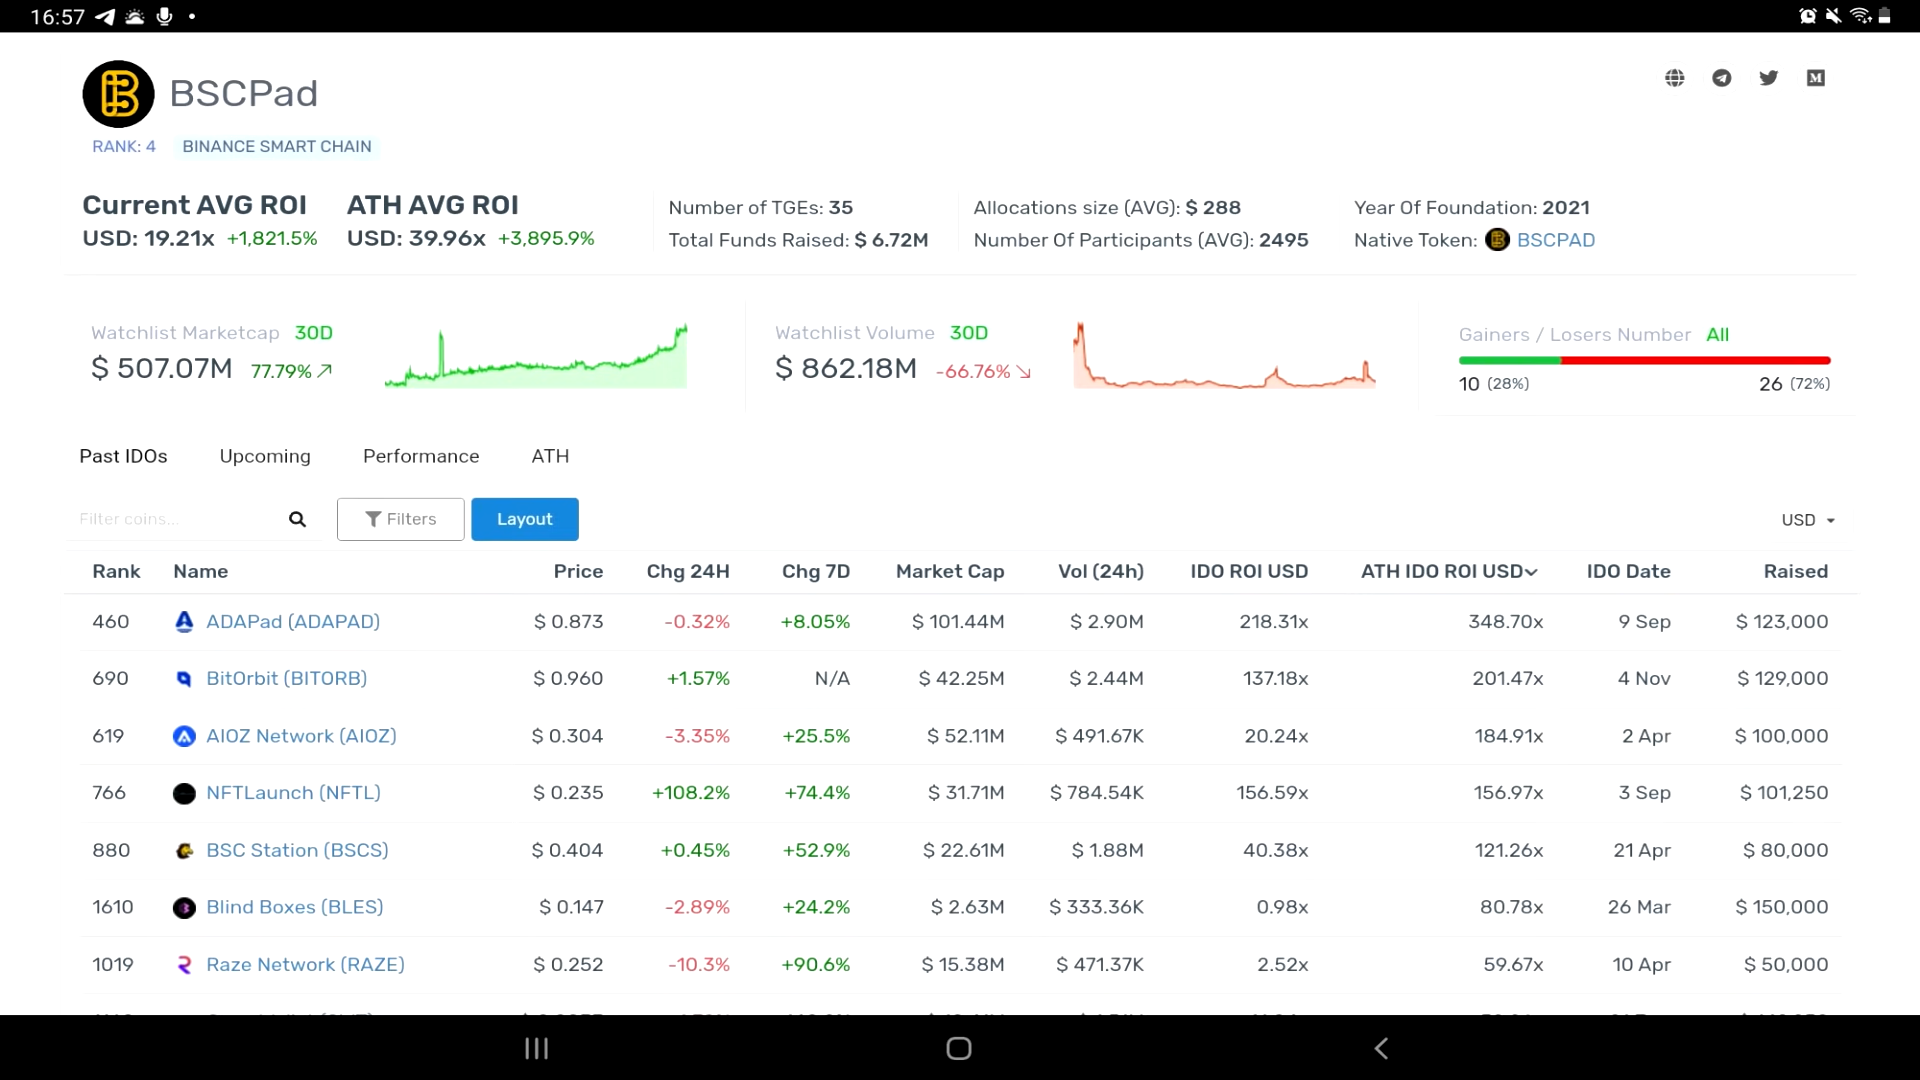 16:57
BSCPad
RANK: 4 BINANCE SMART CHAIN
Current AVG ROI ATH AVG ROI Number of TGEs: 35 Allocations size (AVG): $ 288 Year Of Foundation: 2021
USD: 19.21x +1,821.5% USD: 39.96x +3,895.9% Total Funds Raised: $ 6.72M Number Of Participants (AVG): 2495 Native Token: BSCPAD
Watchlist Marketcap 30D Watchlist Volume 30D Gainers / Losers Number All
$ 507.07M 77.79% $ 862.18M -66.76%
10 (28%) 26 (72%)
Past IDOs Upcoming Performance ATH
Filter coins... Filters Layout USD
Rank Name Price Chg 24H Chg 7D Market Cap Vol (24h) IDO ROI USD ATH IDO ROI USD IDO Date Raised
460 ADAPad (ADAPAD) $ 0.873 -0.32% +8.05% $ 101.44M $ 2.90M 218.31x 348.70x 9 Sep $ 123,000
690 BitOrbit (BITORB) $ 0.960 +1.57% N/A $ 42.25M $ 2.44M 137.18x 201.47x 4 Nov $ 129,000
619 AIOZ Network (AIOZ) $ 0.304 -3.35% +25.5% $ 52.11M $ 491.67K 20.24x 184.91x 2 Apr $ 100,000
766 NFTLaunch (NFTL) $ 0.235 +108.2% +74.4% $ 31.71M $ 784.54K 156.59x 156.97x 3 Sep $ 101,250
880 BSC Station (BSCS) $ 0.404 +0.45% +52.9% $ 22.61M $ 1.88M 40.38x 121.26x 21 Apr $ 80,000
1610 Blind Boxes (BLES) $ 0.147 -2.89% +24.2% $ 2.63M $ 333.36K 0.98x 80.78x 26 Mar $ 150,000
1019 Raze Network (RAZE) $ 0.252 -10.3% +90.6% $ 15.38M $ 471.37K 2.52x 59.67x 10 Apr $ 50,000